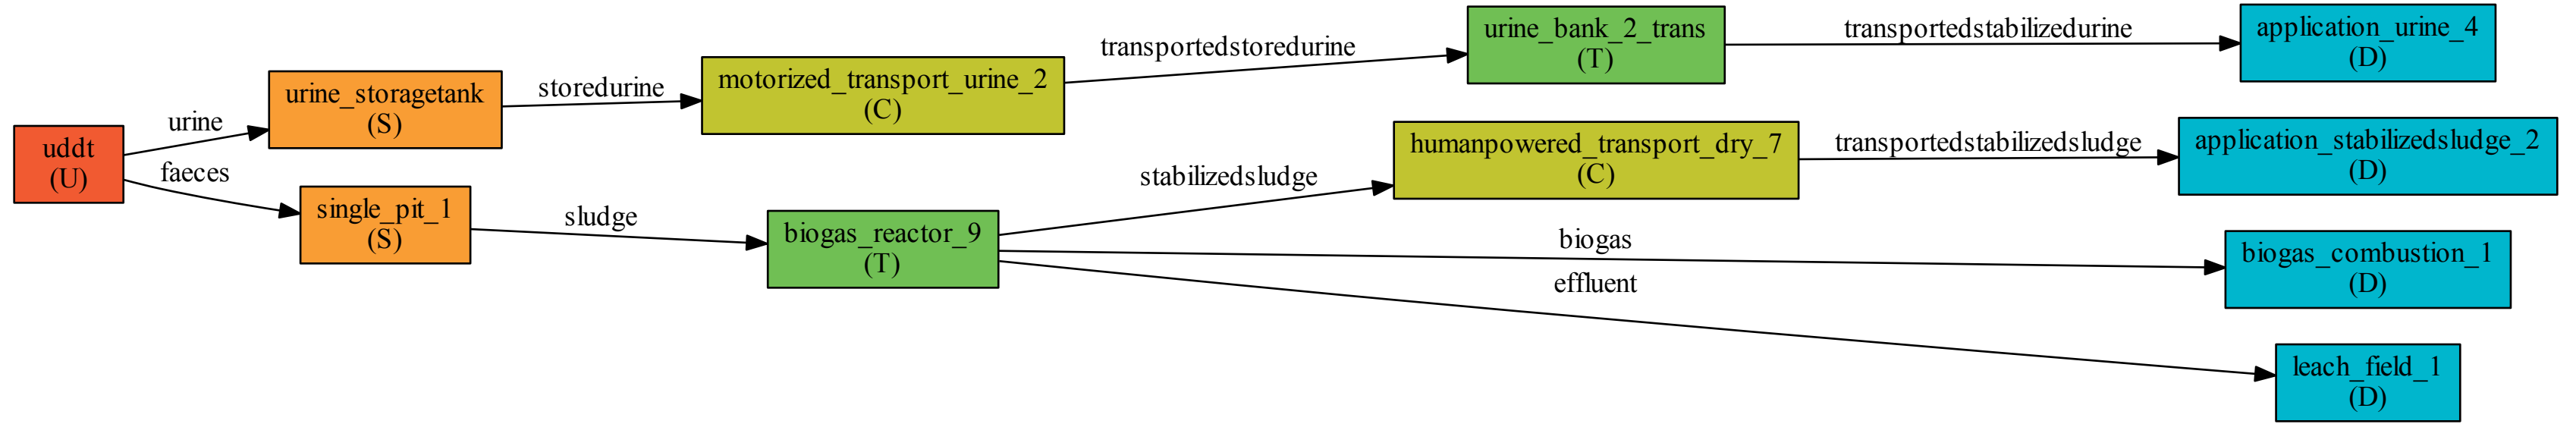 uddt
(U)
urine
faeces
urine_storagetank
(S)
single_pit_1
(S)
storedurine
sludge
motorized_transport_urine_2
(C)
biogas_reactor_9
(T)
transportedstoredurine
stabilizedsludge
biogas
effluent
urine_bank_2_trans
(T)
humanpowered_transport_dry_7
(C)
transportedstabilizedurine
transportedstabilizedsludge
application_urine_4
(D)
application_stabilizedsludge_2
(D)
biogas_combustion_1
(D)
leach_field_1
(D)